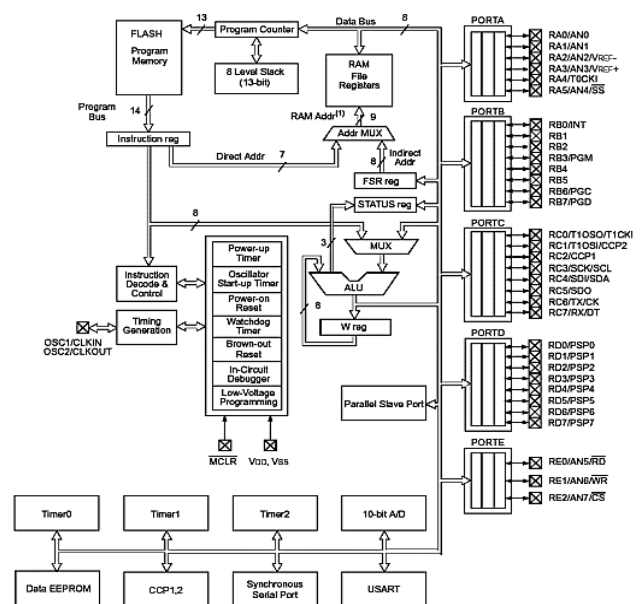 13
Data Bus
8
PORTA
FLASH
Program
Memory
Program Counter
8 Level Stack
(13-bit)
RAM
File
Registers
RA0/AN0
RA1/AN1
RA2/AN2/VREF-
RA3/AN3/VREF+
RA4/T0CKI
RA5/AN4/SS
Program
Bus
14
RAM Addr(1)
9
PORTB
Instruction reg
Addr MUX
Direct Addr
7
8
Indirect
Addr
FSR reg
RB0/INT
RB1
RB2
RB3/PGM
RB4
RB5
RB6/PGC
RB7/PGD
STATUS reg
8
PORTC
3
MUX
Power-up
Timer
Instruction
Decode &
Control
Oscillator
Start-up Timer
ALU
Power-on
Reset
8
RC0/T1OSO/T1CKI
RC1/T1OSI/CCP2
RC2/CCP1
RC3/SCK/SCL
RC4/SDI/SDA
RC5/SDO
RC6/TX/CK
RC7/RX/DT
Timing
Generation
Watchdog
Timer
W reg
OSC1/CLKIN
OSC2/CLKOUT
Brown-out
Reset
In-Circuit
Debugger
Low-Voltage
Programming
PORTD
RD0/PSP0
RD1/PSP1
RD2/PSP2
RD3/PSP3
RD4/PSP4
RD5/PSP5
RD6/PSP6
RD7/PSP7
Parallel Slave Port
MCLR
VDD, VSS
PORTE
RE0/AN5/RD
RE1/AN6/WR
RE2/AN7/CS
Timer0
Timer1
Timer2
10-bit A/D
Data EEPROM
CCP1,2
Synchronous
Serial Port
USART